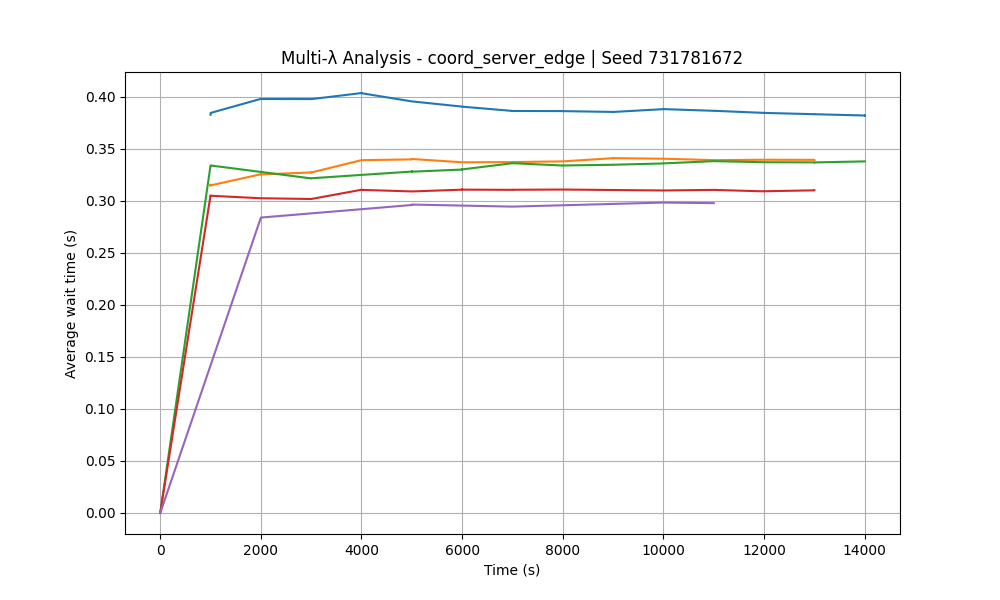 Multi-λ Analysis - coord_server_edge | Seed 731781672
0.40
0.35
0.30
0.25
0.20
0.15
0.10
0.05
0.00
Average wait time (s)
0 2000 4000 6000 8000 10000 12000 14000
Time (s)